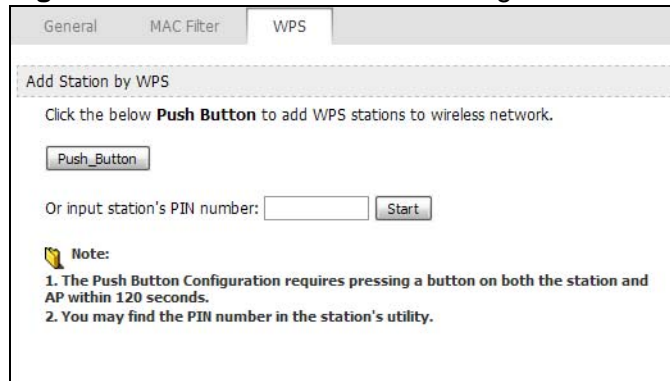 General MAC Filter WPS
Add Station by WPS
Click the below Push Button to add WPS stations to wireless network.
Push_Button
Or input station's PIN number: Start
Note:
1. The Push Button Configuration requires pressing a button on both the station and
AP within 120 seconds.
2. You may find the PIN number in the station's utility.